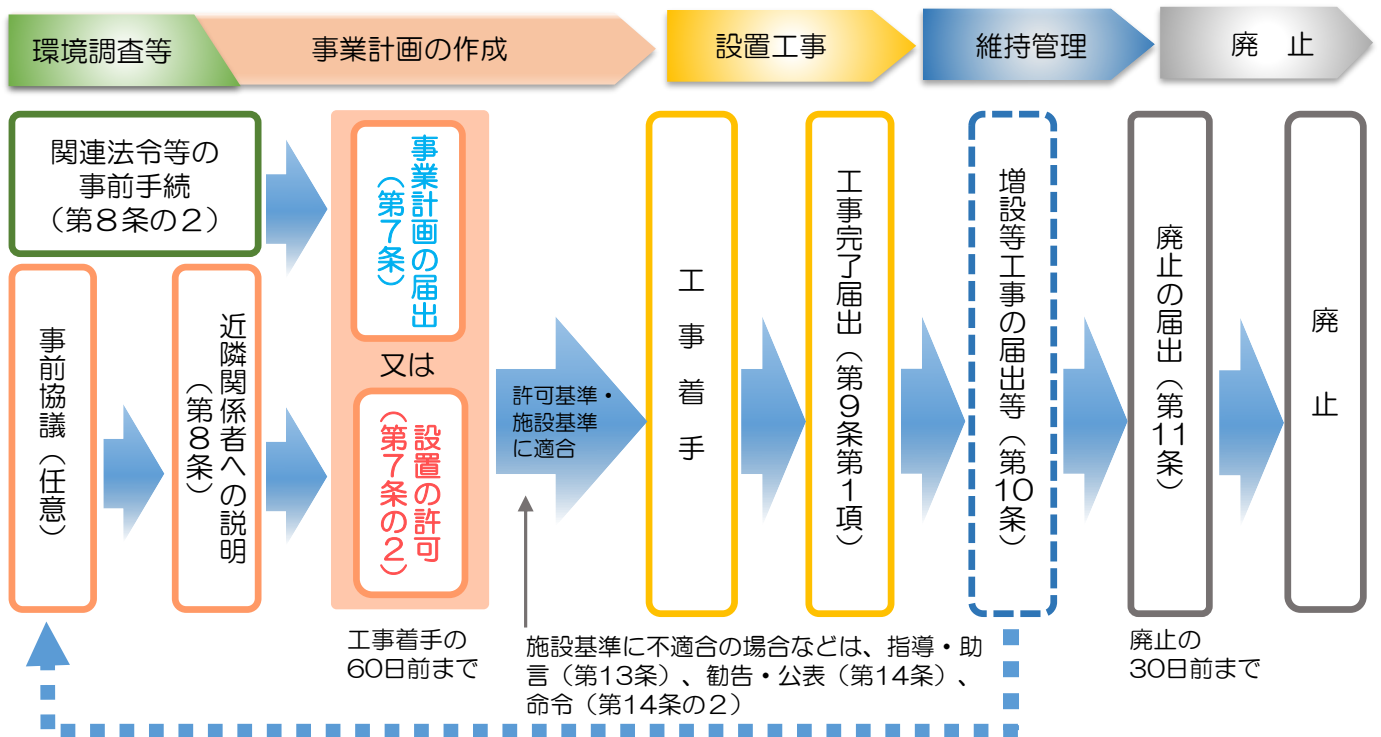 環境調査等
事業計画の作成
設置工事
維持管理
廃　止
関連法令等の
事前手続
（第８条の２）
事前協議（任意）
近隣関係者への説明
（第８条）
事業計画の届出
（第７条）
又は
設置の許可
（第７条の２）
工事着手の
60日前まで
許可基準・
施設基準
に適合
施設基準に不適合の場合などは、指導・助
言（第13条）、勧告・公表（第14条）、
命令（第14条の２）
工事着手
工事完了届出（第９条第１項）
増設等工事の届出等（第10条）
廃止の届出（第11条）
廃止の
30日前まで
廃止